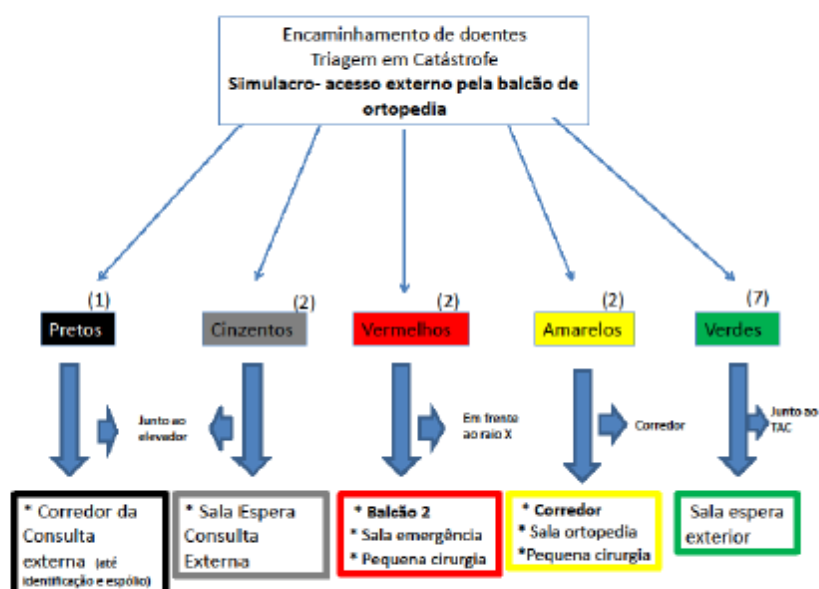 Encaminhamento de doentes
Triagem em Catástrofe
Simulacro- acesso externo pela balcão de
ortopedia
(1)
(2)
(2)
(2)
(7)
Pretos
Cinzentos
Vermelhos
Amarelos
Verdes
Junto ao
elevador
Em frente
ao raio X
Corredor
Junto ao
TAC
* Corredor da
Consulta
externa (até
identificação e espólio)
* Sala Espera
Consulta
Externa
* Balcão 2
* Sala emergência
* Pequena cirurgia
* Corredor
* Sala ortopedia
*Pequena cirurgia
Sala espera
exterior